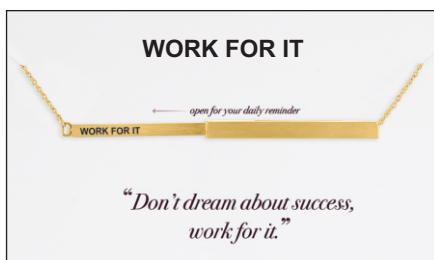 WORK FOR IT
open for your daily reminder
WORK FOR IT
“Don't dream about success,
work for it.”